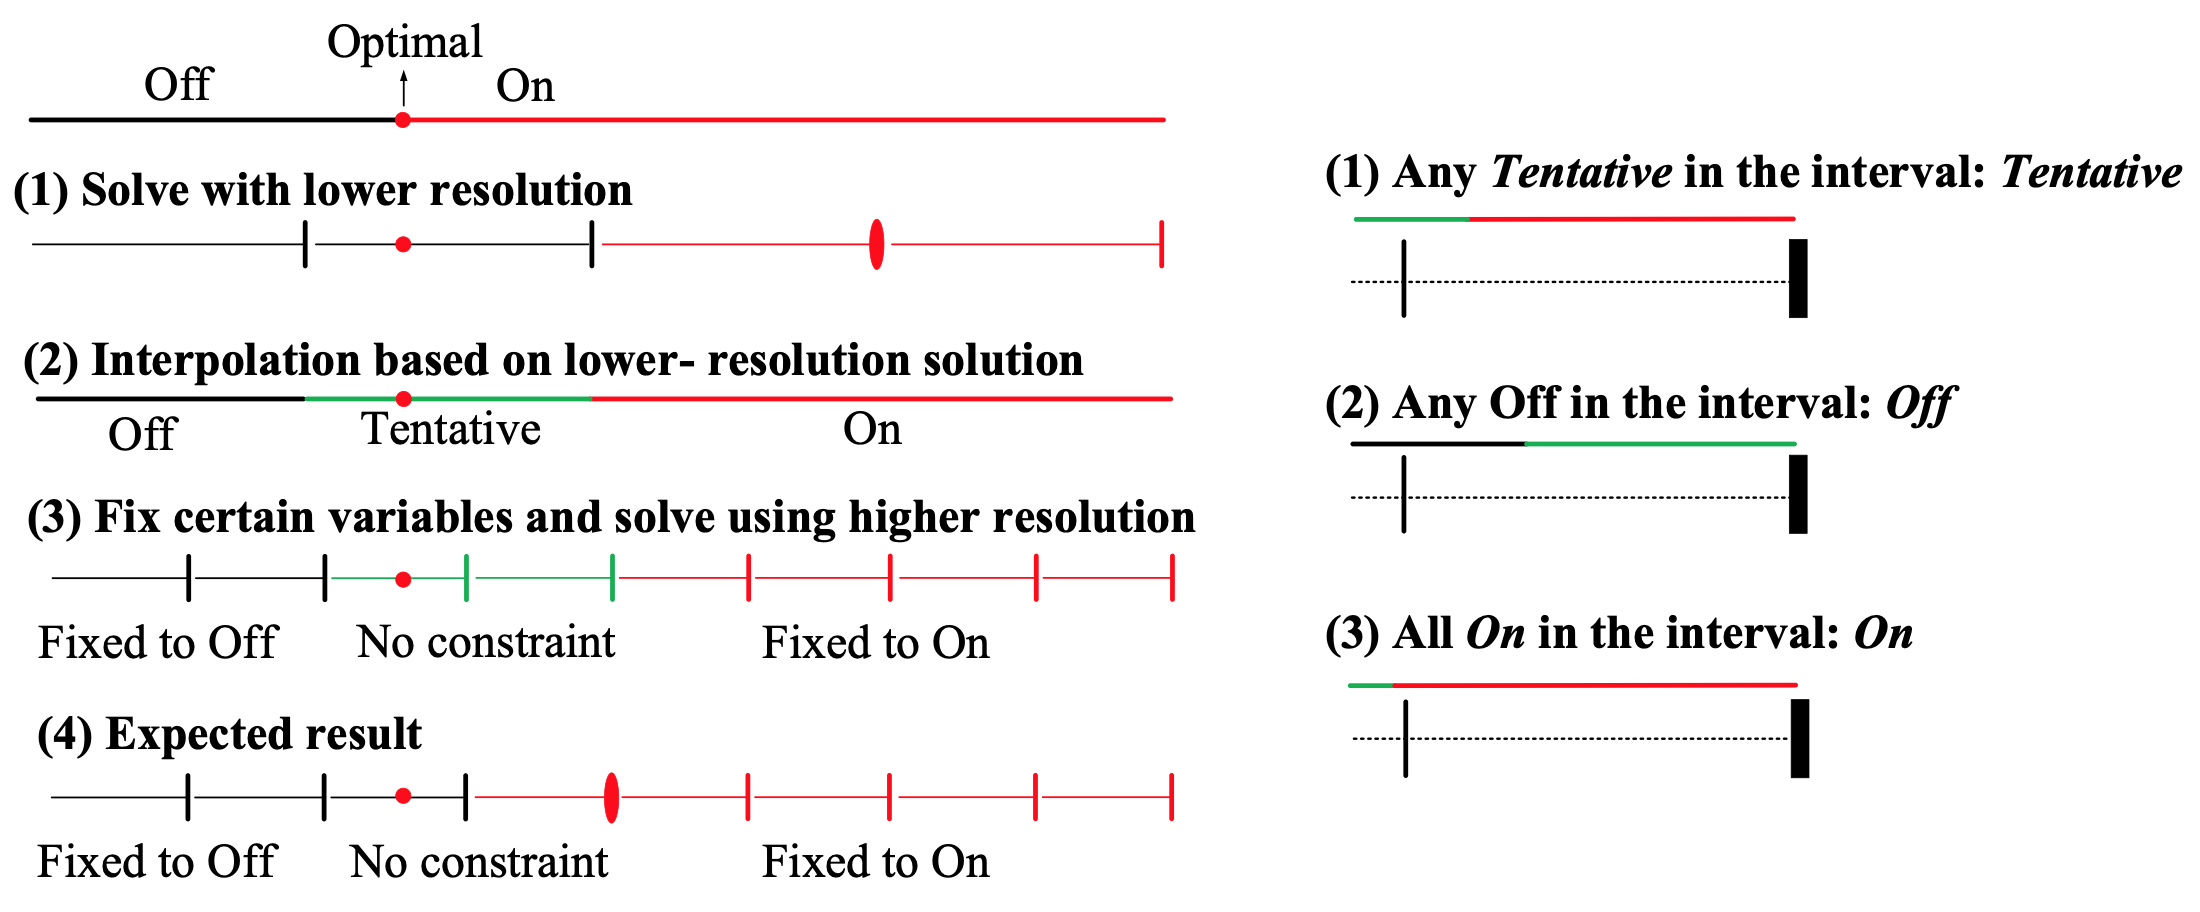 Optimal
Off On
(1) Solve with lower resolution
(2) Interpolation based on lower- resolution solution
Off Tentative On
(3) Fix certain variables and solve using higher resolution
Fixed to Off No constraint Fixed to On
(4) Expected result
Fixed to Off No constraint Fixed to On
(1) Any Tentative in the interval: Tentative
(2) Any Off in the interval: Off
(3) All On in the interval: On